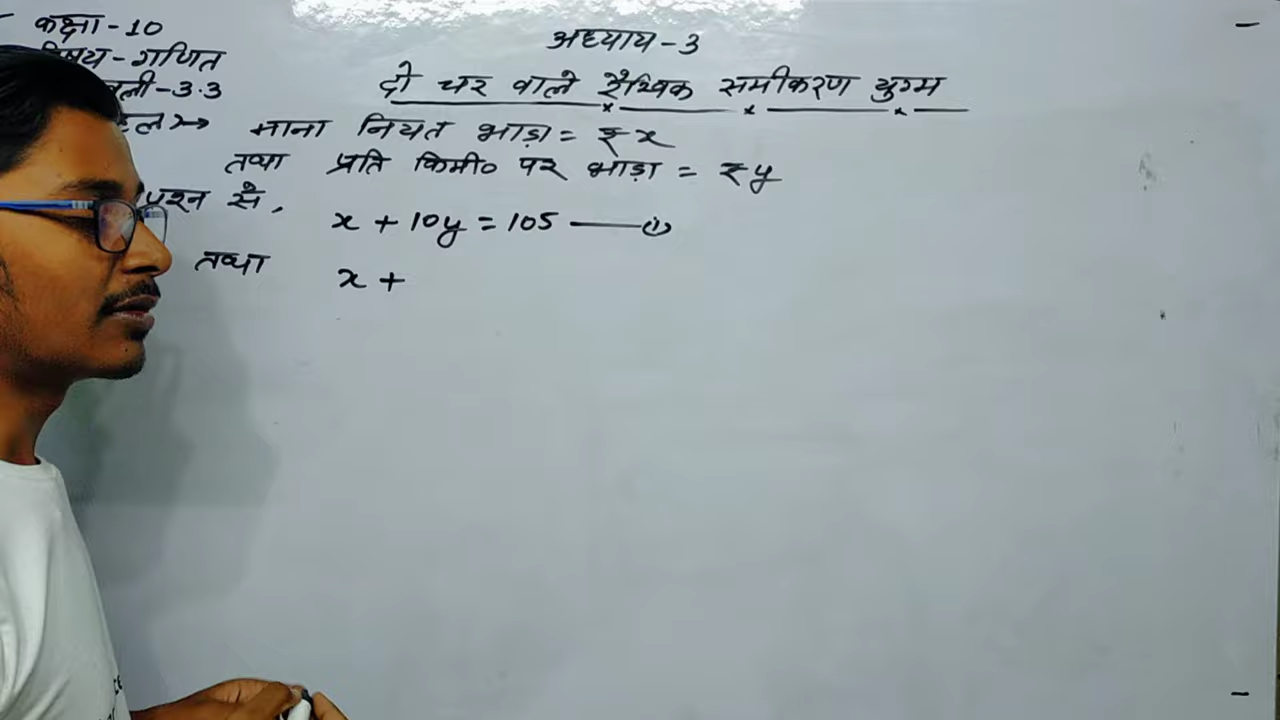 कक्षा-10
अध्याय-3
विषय-गणित
दो चर वाले रैखिक समीकरण युग्म
3.3
माना नियत भाड़ा = ₹x
तथा प्रति किमी० पर भाड़ा = ₹y
प्रश्न से,
x + 10y = 105 —— (i)
तथा x +